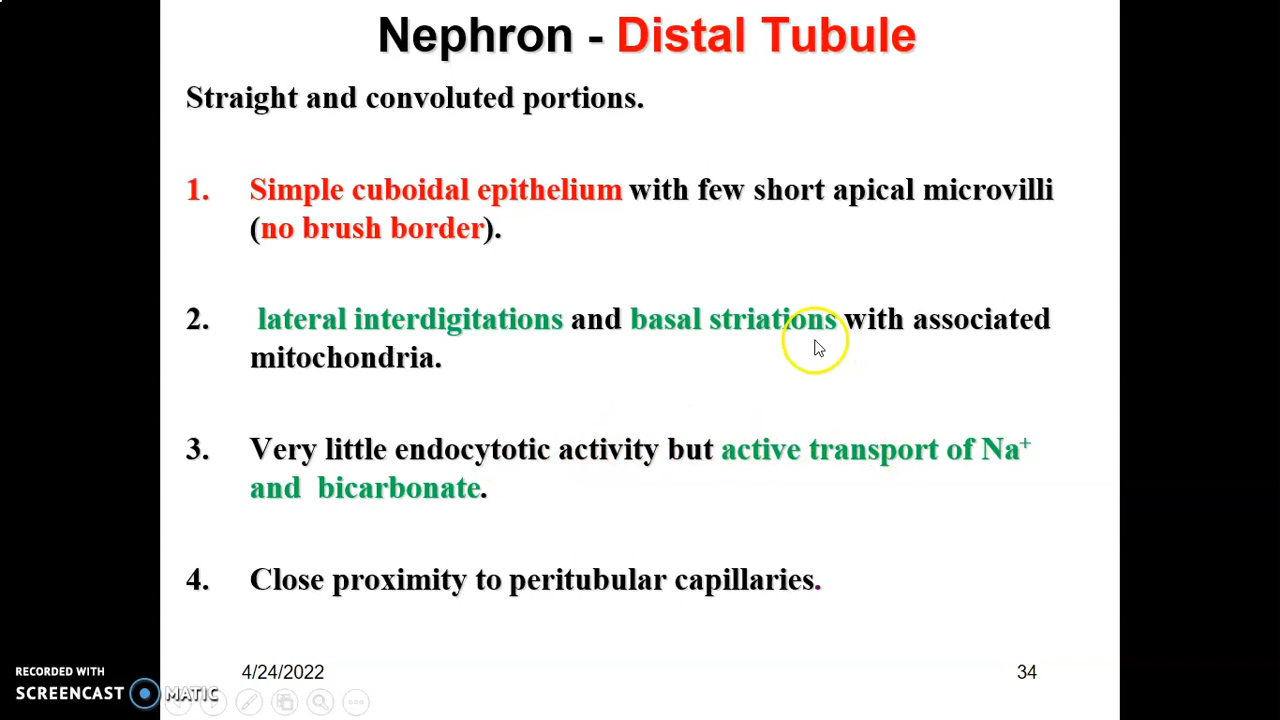 Nephron - Distal Tubule
Straight and convoluted portions.
1. Simple cuboidal epithelium with few short apical microvilli
(no brush border).
2. lateral interdigitations and basal striations with associated
mitochondria.
3. Very little endocytotic activity but active transport of Na⁺
and bicarbonate.
4. Close proximity to peritubular capillaries.
4/24/2022
34
RECORDED WITH
SCREENCAST MATIC